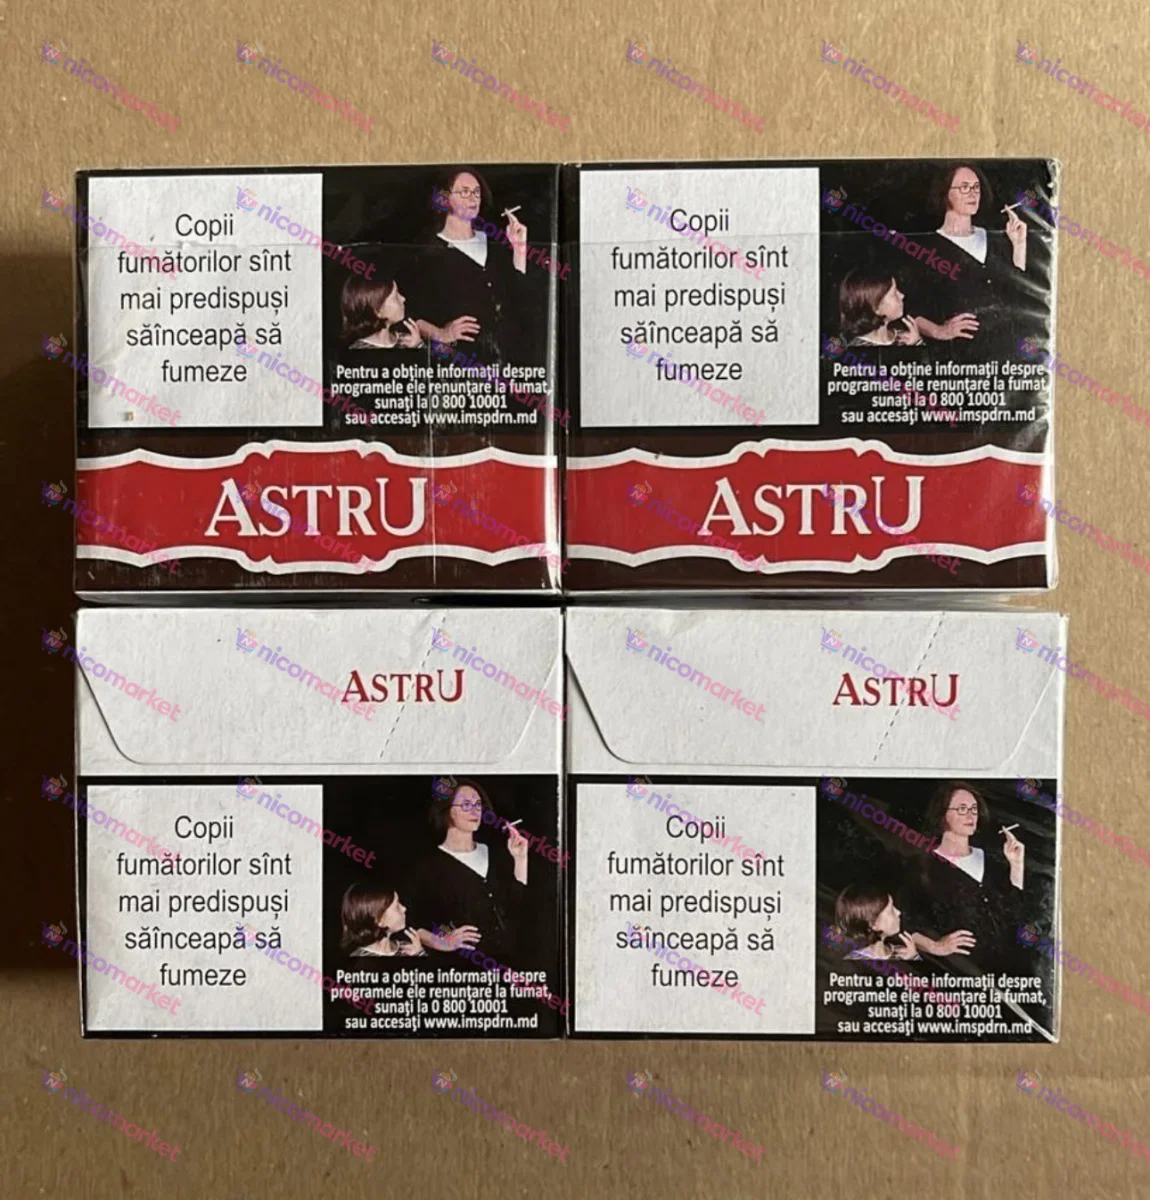 Copii
fumătorilor sînt
mai predispuși
săînceapă să
fumeze
Pentru a obține informații despre
programele ele renunțare la fumat,
sunați la 0 800 10001
sau accesați www.imspdrn.md
ASTRU
Copii
fumătorilor sînt
mai predispuși
săînceapă să
fumeze
Pentru a obține informații despre
programele ele renunțare la fumat,
sunați la 0 800 10001
sau accesați www.imspdrn.md
ASTRU
ASTRU
Copii
fumătorilor sînt
mai predispuși
săînceapă să
fumeze
Pentru a obține informații despre
programele ele renunțare la fumat,
sunați la 0 800 10001
sau accesați www.imspdrn.md
ASTRU
Copii
fumătorilor sînt
mai predispuși
săînceapă să
fumeze
Pentru a obține informații despre
programele ele renunțare la fumat,
sunați la 0 800 10001
sau accesați www.imspdrn.md
nicomarket